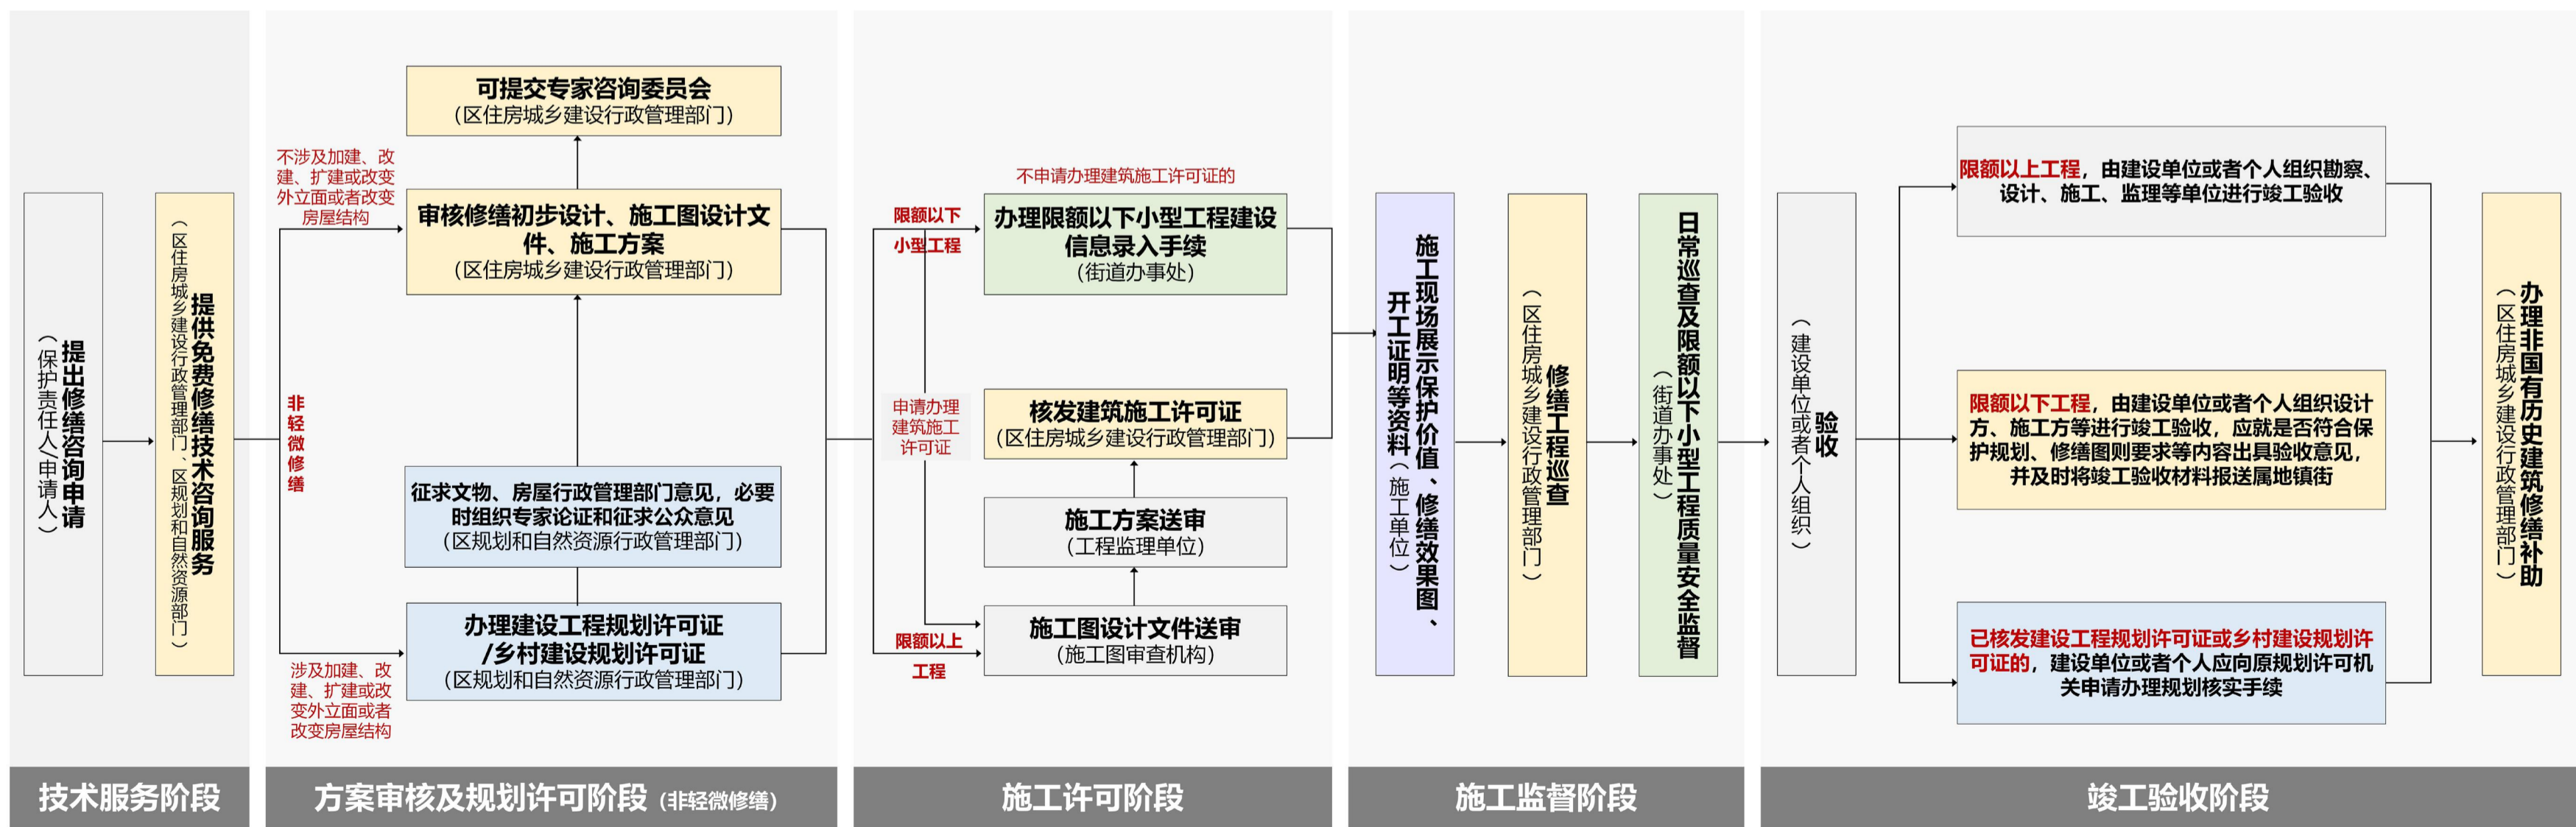 提出修缮咨询申请
（保护责任人/申请人）
提供免费修缮技术咨询服务
（区住房城乡建设行政管理部门、区规划和自然资源部门）
技术服务阶段
可提交专家咨询委员会
（区住房城乡建设行政管理部门）
不涉及加建、改
建、扩建或改变
外立面或者改变
房屋结构
审核修缮初步设计、施工图设计文
件、施工方案
（区住房城乡建设行政管理部门）
非
轻
微
修
缮
征求文物、房屋行政管理部门意见，必要
时组织专家论证和征求公众意见
（区规划和自然资源行政管理部门）
办理建设工程规划许可证
/乡村建设规划许可证
（区规划和自然资源行政管理部门）
涉及加建、改
建、扩建或改
变外立面或者
改变房屋结构
方案审核及规划许可阶段（非轻微修缮）
不申请办理建筑施工许可证的
限额以下
小型工程
办理限额以下小型工程建设
信息录入手续
（街道办事处）
申请办理
建筑施工
许可证
核发建筑施工许可证
（区住房城乡建设行政管理部门）
施工方案送审
（工程监理单位）
限额以上
工程
施工图设计文件送审
（施工图审查机构）
施工许可阶段
施工现场展示保护价值、修缮效果图、
开工证明等资料（施工单位）
修缮工程巡查
（区住房城乡建设行政管理部门）
日常巡查及限额以下小型工程质量安全监督
（街道办事处）
施工监督阶段
验收
（建设单位或者个人组织）
限额以上工程，由建设单位或者个人组织勘察、
设计、施工、监理等单位进行竣工验收
限额以下工程，由建设单位或者个人组织设计
方、施工方等进行竣工验收，应就是否符合保
护规划、修缮图则要求等内容出具验收意见，
并及时将竣工验收材料报送属地镇街
已核发建设工程规划许可证或乡村建设规划许
可证的，建设单位或者个人应向原规划许可机
关申请办理规划核实手续
办理非国有历史建筑修缮补助
（区住房城乡建设行政管理部门）
竣工验收阶段